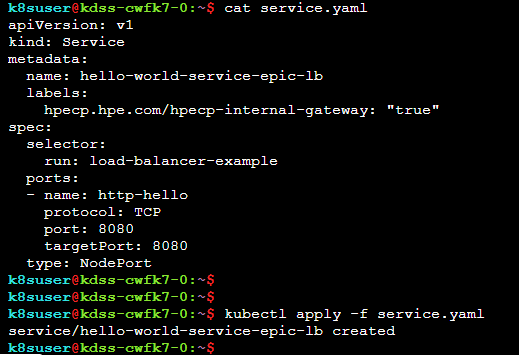 k8suser@kdss-cwfk7-0:~$ cat service.yaml
apiVersion: v1
kind: Service
metadata:
  name: hello-world-service-epic-lb
  labels:
    hpecp.hpe.com/hpecp-internal-gateway: "true"
spec:
  selector:
    run: load-balancer-example
  ports:
  - name: http-hello
    protocol: TCP
    port: 8080
    targetPort: 8080
  type: NodePort
k8suser@kdss-cwfk7-0:~$
k8suser@kdss-cwfk7-0:~$
k8suser@kdss-cwfk7-0:~$ kubectl apply -f service.yaml
service/hello-world-service-epic-lb created
k8suser@kdss-cwfk7-0:~$